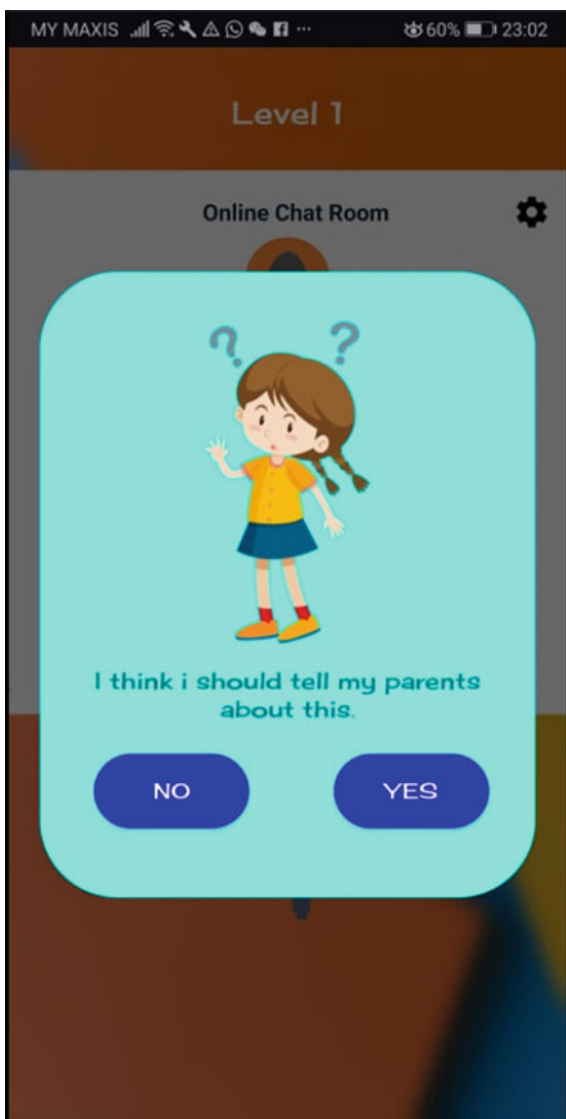 MY MAXIS 60% 23:02
Level 1
Online Chat Room
? ?
I think i should tell my parents
about this.
NO YES